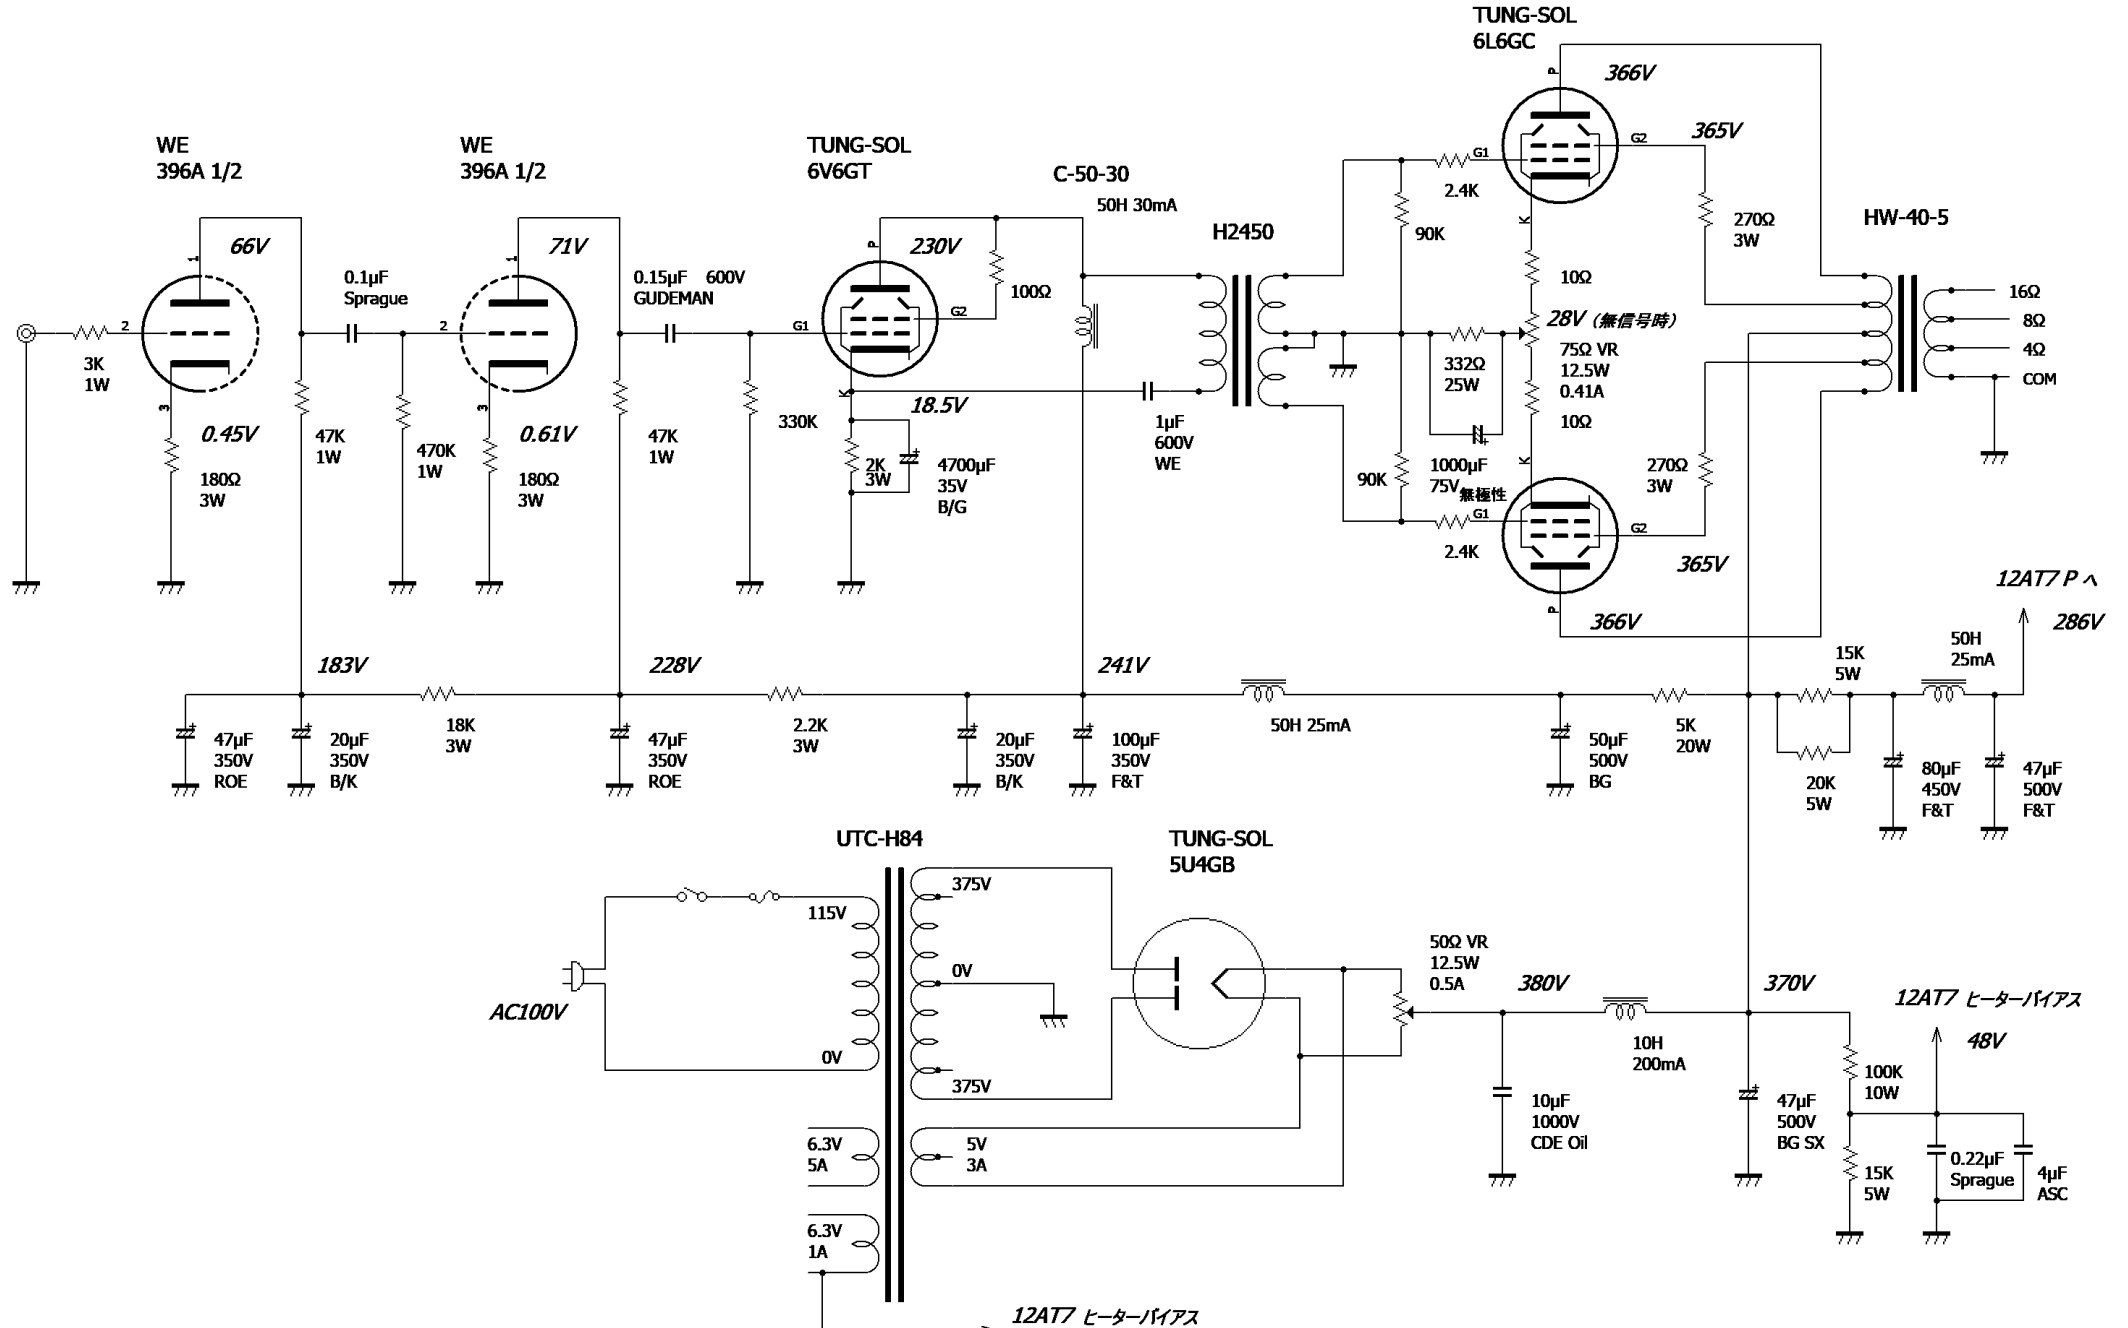 TUNG-SOL
6L6GC
P
366V
WE
396A 1/2
WE
396A 1/2
TUNG-SOL
6V6GT
C-50-30
50H 30mA
G1
2.4K
G2
365V
K
270Ω
3W
HW-40-5
1
66V
1
71V
P
230V
H2450
90K
0.1µF
Sprague
0.15µF 600V
GUDEMAN
100Ω
10Ω
16Ω
8Ω
4Ω
COM
2
3K
1W
2
G1
G2
28V (無信号時)
75Ω VR
12.5W
0.41A
10Ω
332Ω
25W
3
0.45V
180Ω
3W
47K
1W
470K
1W
3
0.61V
180Ω
3W
47K
1W
330K
K
18.5V
2K
3W
4700µF
35V
B/G
1µF
600V
WE
90K
1000µF
75V 無極性
K
270Ω
3W
G1
2.4K
G2
365V
P
366V
12AT7 P へ
286V
183V
228V
241V
15K
5W
50H
25mA
47µF
350V
ROE
20µF
350V
B/K
18K
3W
47µF
350V
ROE
2.2K
3W
20µF
350V
B/K
100µF
350V
F&T
50H 25mA
50µF
500V
BG
5K
20W
20K
5W
80µF
450V
F&T
47µF
500V
F&T
UTC-H84
TUNG-SOL
5U4GB
115V
375V
0V
0V
375V
AC100V
50Ω VR
12.5W
0.5A
380V
370V
12AT7 ヒーターバイアス
48V
10H
200mA
100K
10W
10µF
1000V
CDE Oil
47µF
500V
BG SX
15K
5W
0.22µF
Sprague
4µF
ASC
6.3V
5A
5V
3A
6.3V
1A
12AT7 ヒーターバイアス